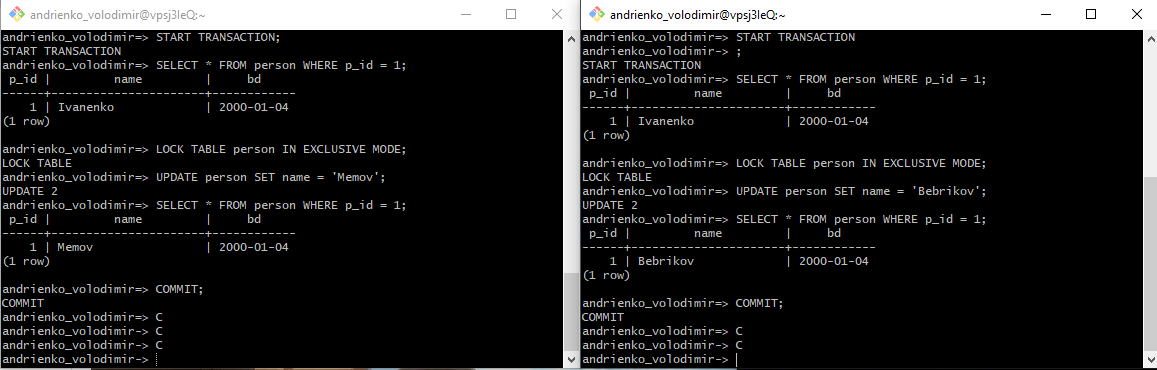 andrienko_volodimir@vpsj3leQ:~
andrienko_volodimir=> START TRANSACTION;
START TRANSACTION
andrienko_volodimir=> SELECT * FROM person WHERE p_id = 1;
 p_id |         name         |     bd
------+----------------------+------------
    1 | Ivanenko             | 2000-01-04
(1 row)
andrienko_volodimir=> LOCK TABLE person IN EXCLUSIVE MODE;
LOCK TABLE
andrienko_volodimir=> UPDATE person SET name = 'Memov';
UPDATE 2
andrienko_volodimir=> SELECT * FROM person WHERE p_id = 1;
 p_id |         name         |     bd
------+----------------------+------------
    1 | Memov                | 2000-01-04
(1 row)
andrienko_volodimir=> COMMIT;
COMMIT
andrienko_volodimir=> C
andrienko_volodimir-> C
andrienko_volodimir-> C
andrienko_volodimir->
andrienko_volodimir@vpsj3leQ:~
andrienko_volodimir=> START TRANSACTION
andrienko_volodimir-> ;
START TRANSACTION
andrienko_volodimir=> SELECT * FROM person WHERE p_id = 1;
 p_id |         name         |     bd
------+----------------------+------------
    1 | Ivanenko             | 2000-01-04
(1 row)
andrienko_volodimir=> LOCK TABLE person IN EXCLUSIVE MODE;
LOCK TABLE
andrienko_volodimir=> UPDATE person SET name = 'Bebrikov';
UPDATE 2
andrienko_volodimir=> SELECT * FROM person WHERE p_id = 1;
 p_id |         name         |     bd
------+----------------------+------------
    1 | Bebrikov             | 2000-01-04
(1 row)
andrienko_volodimir=> COMMIT;
COMMIT
andrienko_volodimir=> C
andrienko_volodimir-> C
andrienko_volodimir->